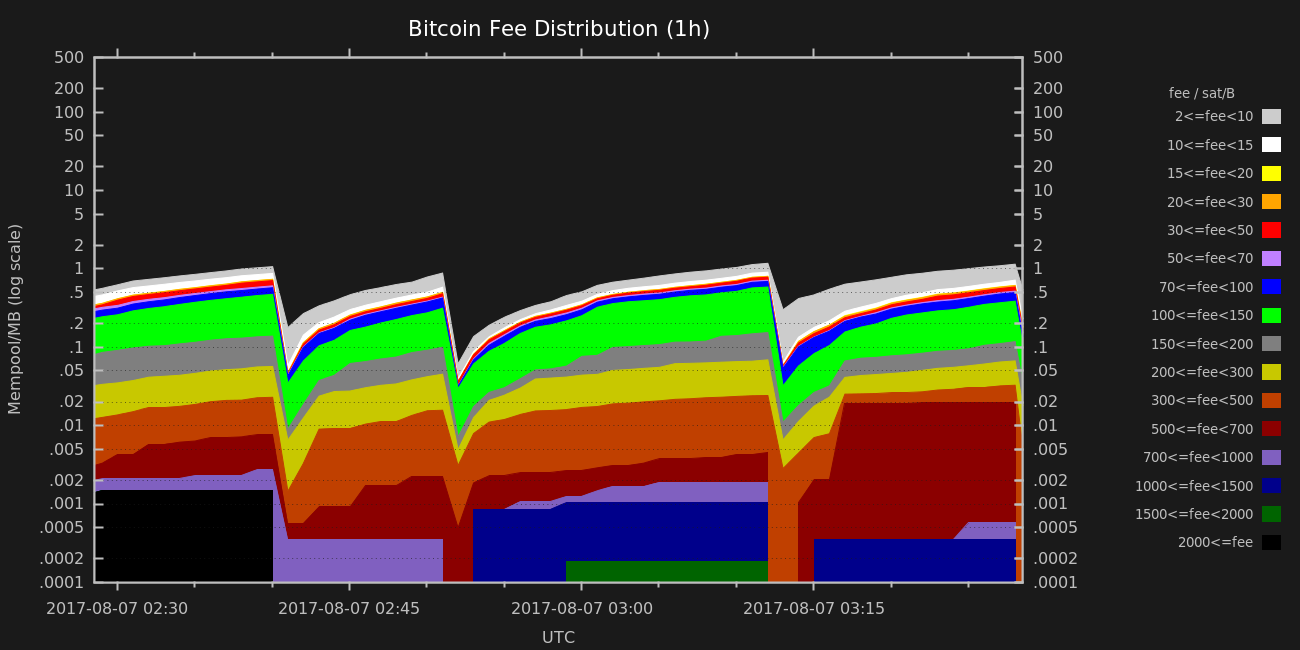 Bitcoin Fee Distribution (1h)
500 500
200 200
100 100
50 50
20 20
10 10
5 5
2 2
1 1
.5 .5
.2 .2
.1 .1
.05 .05
.02 .02
.01 .01
.005 .005
.002 .002
.001 .001
.0005 .0005
.0002 .0002
.0001 .0001
Mempool/MB (log scale)
2017-08-07 02:30 2017-08-07 02:45 2017-08-07 03:00 2017-08-07 03:15
UTC
fee / sat/B
2<=fee<10
10<=fee<15
15<=fee<20
20<=fee<30
30<=fee<50
50<=fee<70
70<=fee<100
100<=fee<150
150<=fee<200
200<=fee<300
300<=fee<500
500<=fee<700
700<=fee<1000
1000<=fee<1500
1500<=fee<2000
2000<=fee